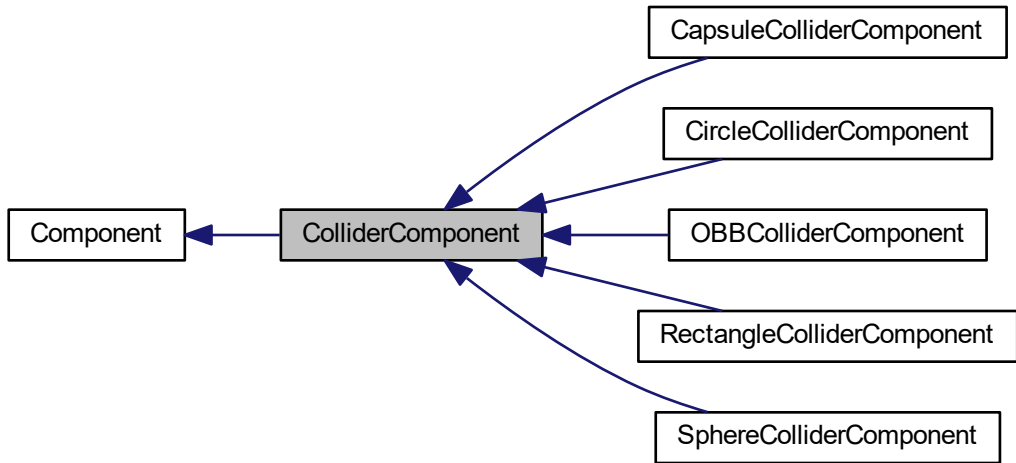 Component
ColliderComponent
CapsuleColliderComponent
CircleColliderComponent
OBBColliderComponent
RectangleColliderComponent
SphereColliderComponent